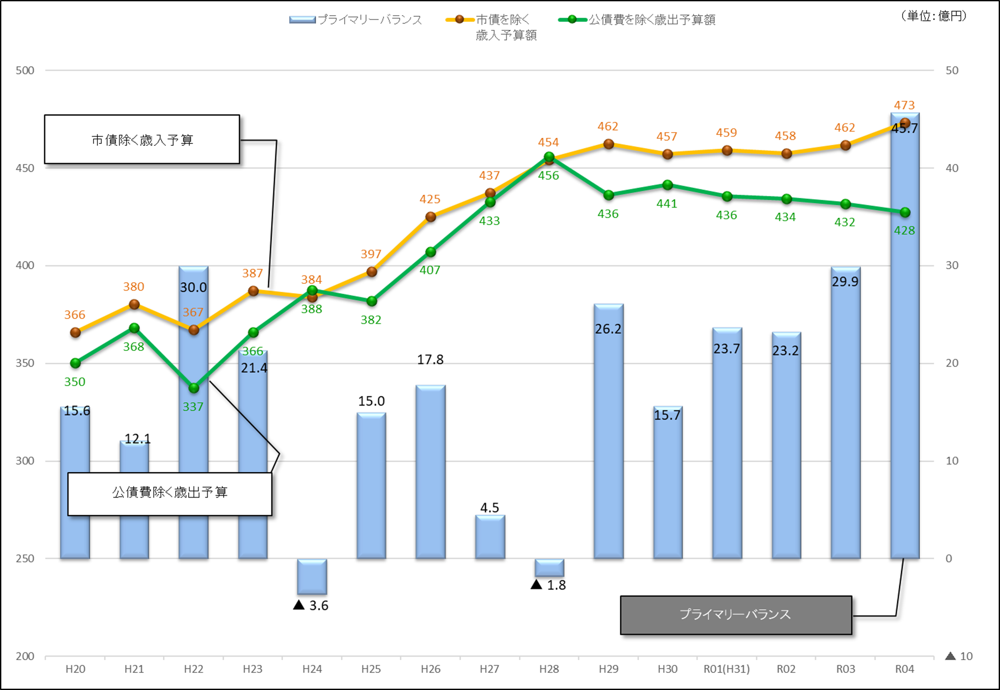 プライマリーバランス
市債を除く
歳入予算額
公債費を除く歳出予算額
（単位：億円）
500
450
400
350
300
250
200
50
40
30
20
10
0
▲ 10
市債除く歳入予算
公債費除く歳出予算
プライマリーバランス
366
380
367
387
384
397
425
437
454
462
457
459
458
462
473
350
368
337
366
388
382
407
433
456
436
441
436
434
432
428
15.6
12.1
30.0
21.4
▲ 3.6
15.0
17.8
4.5
▲ 1.8
26.2
15.7
23.7
23.2
29.9
45.7
H20
H21
H22
H23
H24
H25
H26
H27
H28
H29
H30
R01(H31)
R02
R03
R04